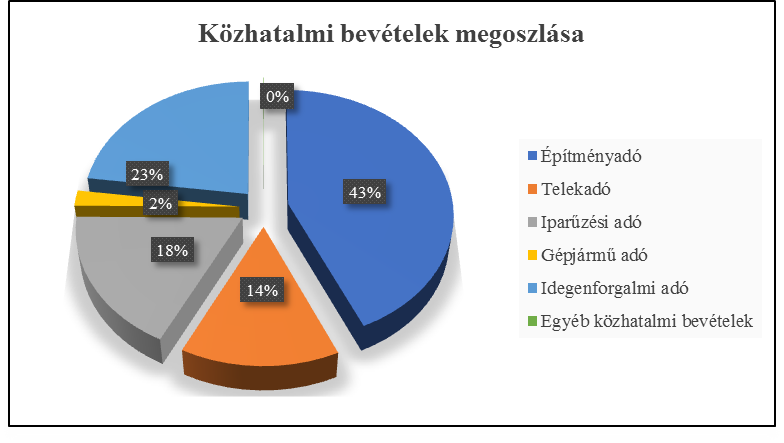 Közhatalmi bevételek megoszlása
0%
43%
23%
2%
18%
14%
Építményadó
Telekadó
Iparűzési adó
Gépjármű adó
Idegenforgalmi adó
Egyéb közhatalmi bevételek